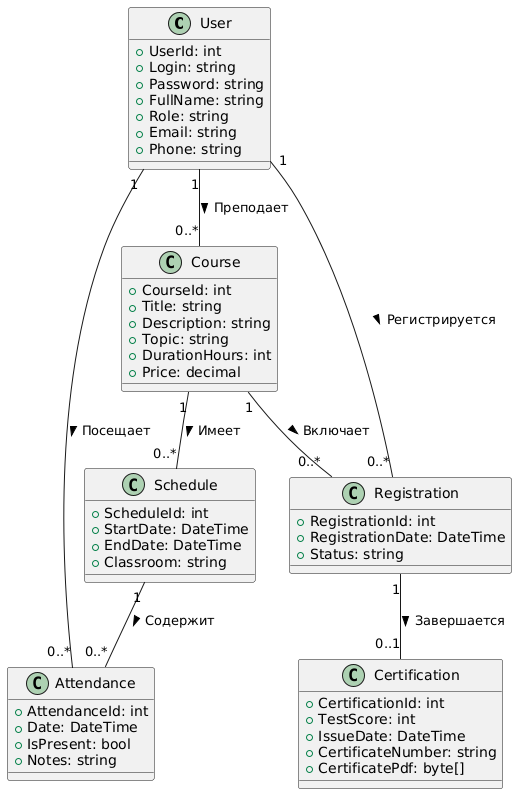 C User
UserId: int
Login: string
Password: string
FullName: string
Role: string
Email: string
Phone: string
1
1
1
Преподает
0..*
C Course
CourseId: int
Title: string
Description: string
Topic: string
DurationHours: int
Price: decimal
Регистрируется
1
1
Посещает
Имеет
Включает
0..*
0..*
0..*
C Schedule
ScheduleId: int
StartDate: DateTime
EndDate: DateTime
Classroom: string
C Registration
RegistrationId: int
RegistrationDate: DateTime
Status: string
1
1
Содержит
Завершается
0..*
0..*
0..1
C Attendance
AttendanceId: int
Date: DateTime
IsPresent: bool
Notes: string
C Certification
CertificationId: int
TestScore: int
IssueDate: DateTime
CertificateNumber: string
CertificatePdf: byte[]